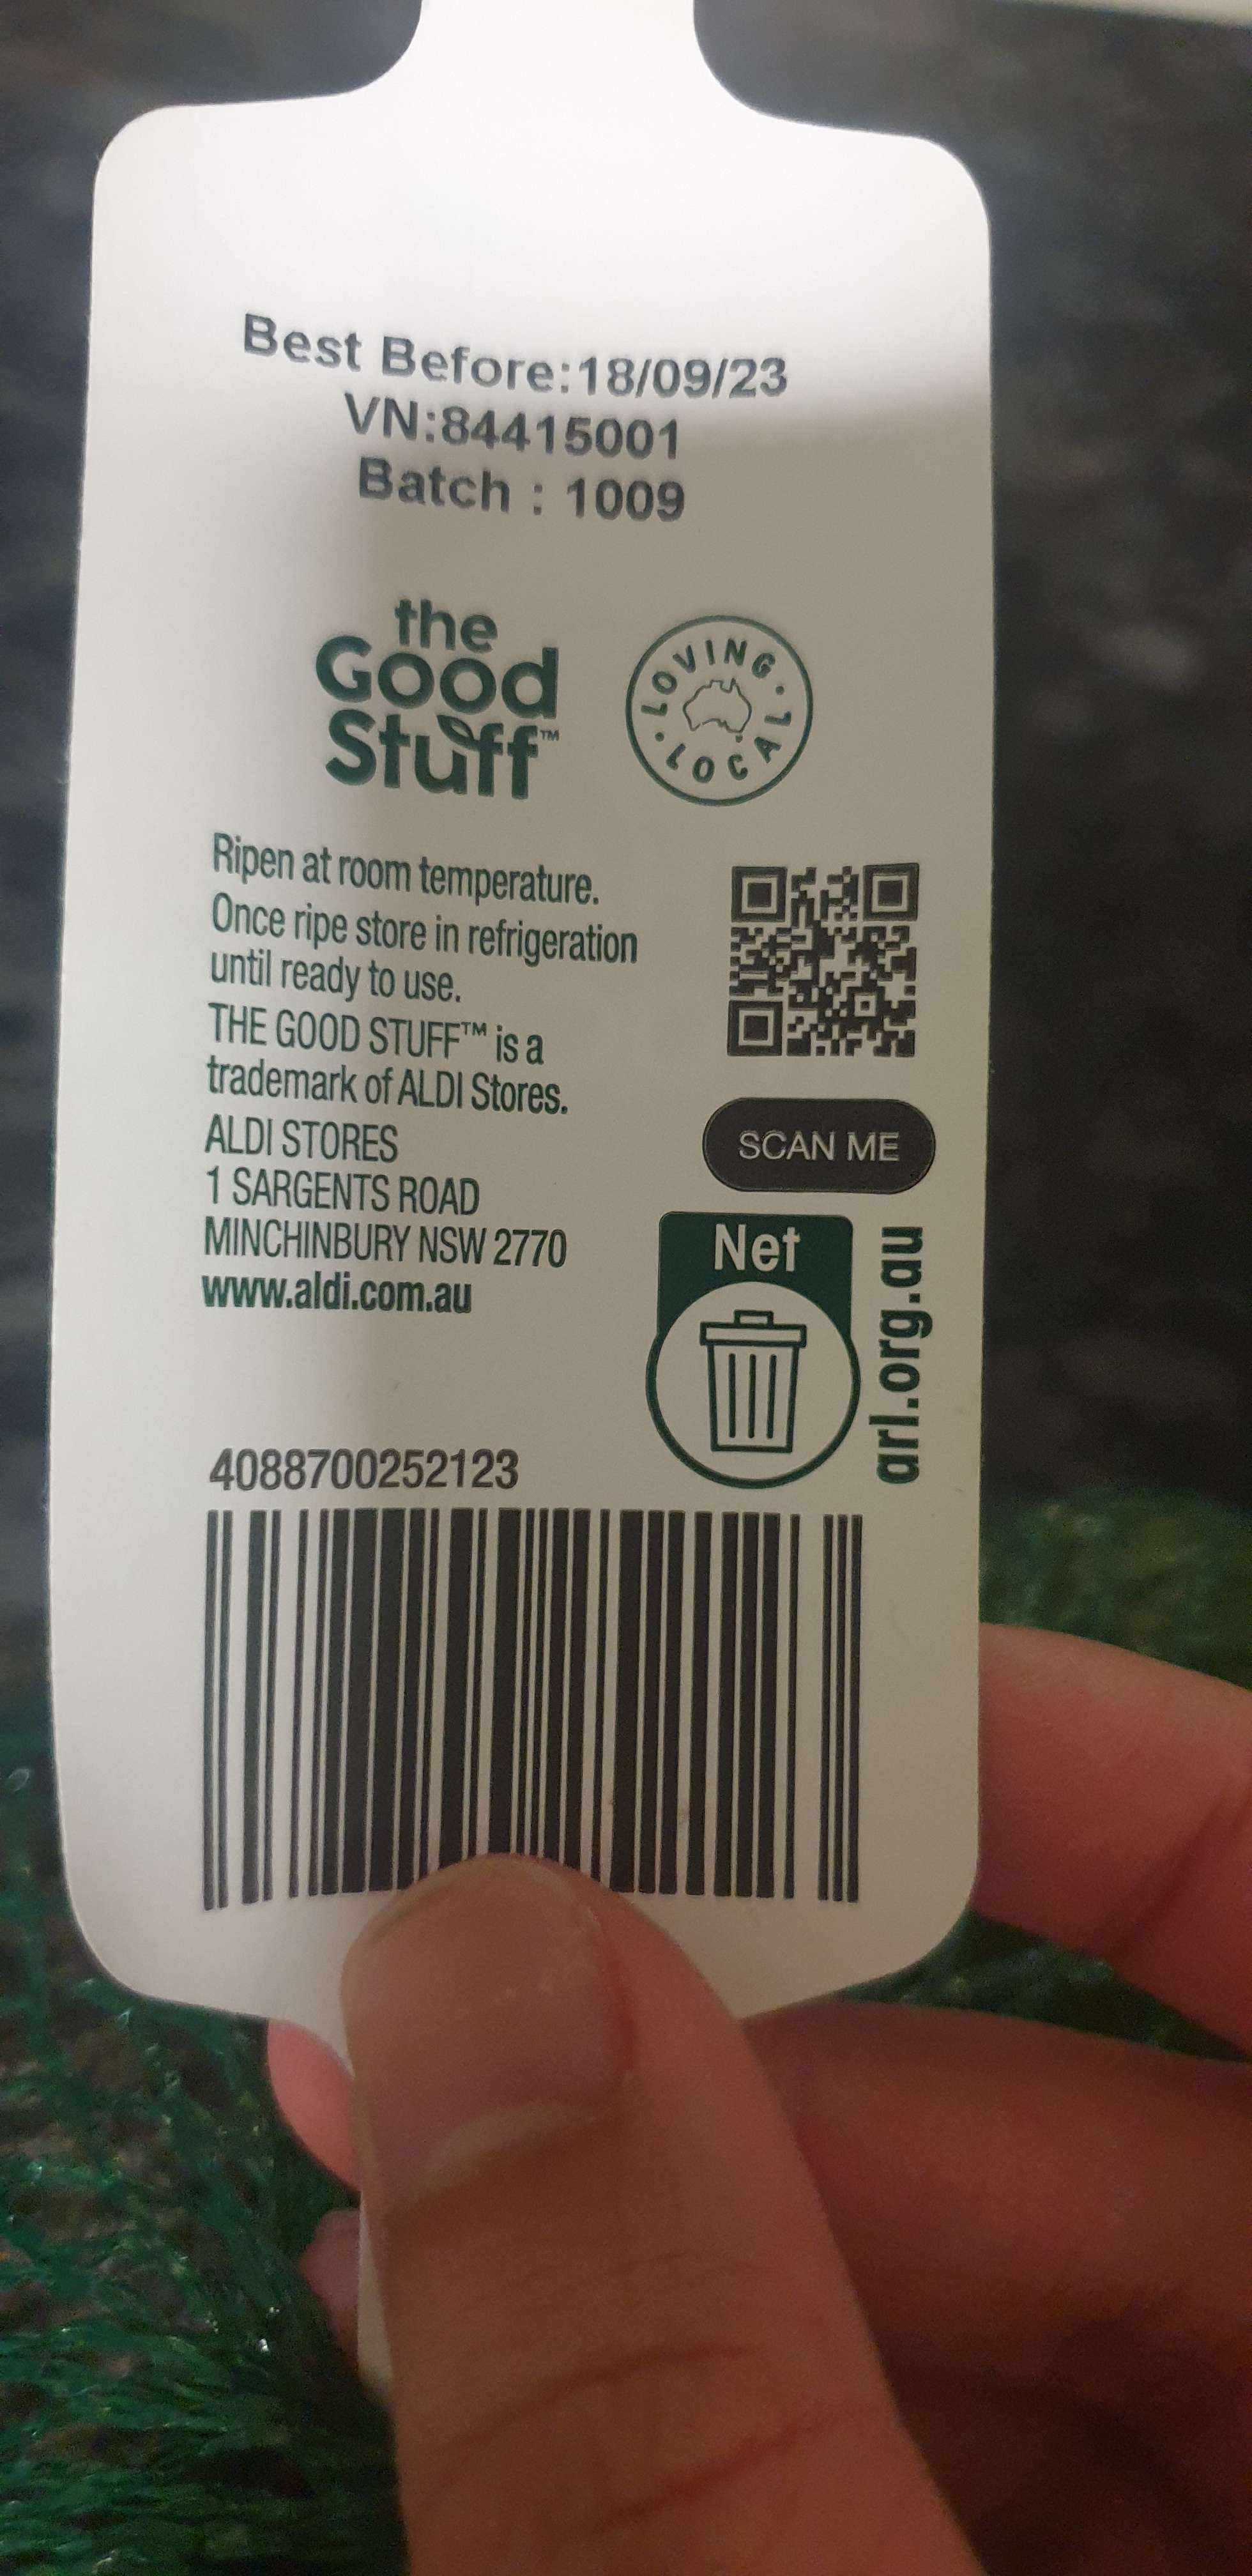 Best Before:18/09/23
VN:84415001
Batch : 1009
the
Good
Stuff™
LOVING · LOCAL ·
Ripen at room temperature.
Once ripe store in refrigeration
until ready to use.
THE GOOD STUFF™ is a
trademark of ALDI Stores.
ALDI STORES
1 SARGENTS ROAD
MINCHINBURY NSW 2770
www.aldi.com.au
SCAN ME
Net
arl.org.au
4088700252123